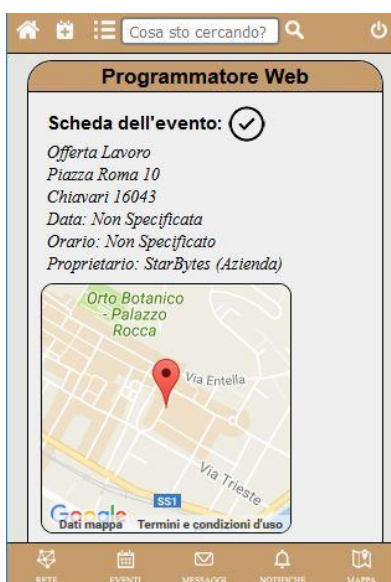 Cosa sto cercando?
Programmatore Web
Scheda dell'evento:
Offerta Lavoro
Piazza Roma 10
Chiavari 16043
Data: Non Specificata
Orario: Non Specificato
Proprietario: StarBytes (Azienda)
Orto Botanico
- Palazzo
Rocca
Via Entella
Via Trieste
SS1
Google
Dati mappa Termini e condizioni d'uso
RETE EVENTI MESSAGGI NOTIFICHE MAPPA